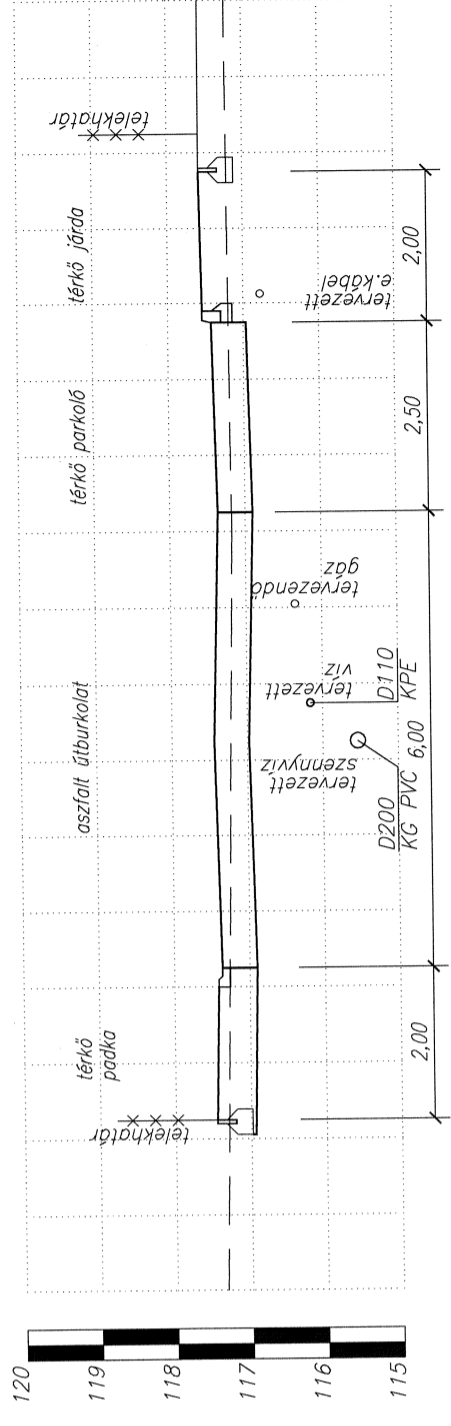 120
119
118
117
116
115
telekhatár
térkő
padka
aszfalt útburkolat
térkő parkoló
térkő járda
telekhatár
tervezett
szennyvíz
tervezett
víz
tervezendő
gáz
tervezett
e.kábel
D200
KG PVC
D110
KPE
2,00
6,00
2,50
2,00